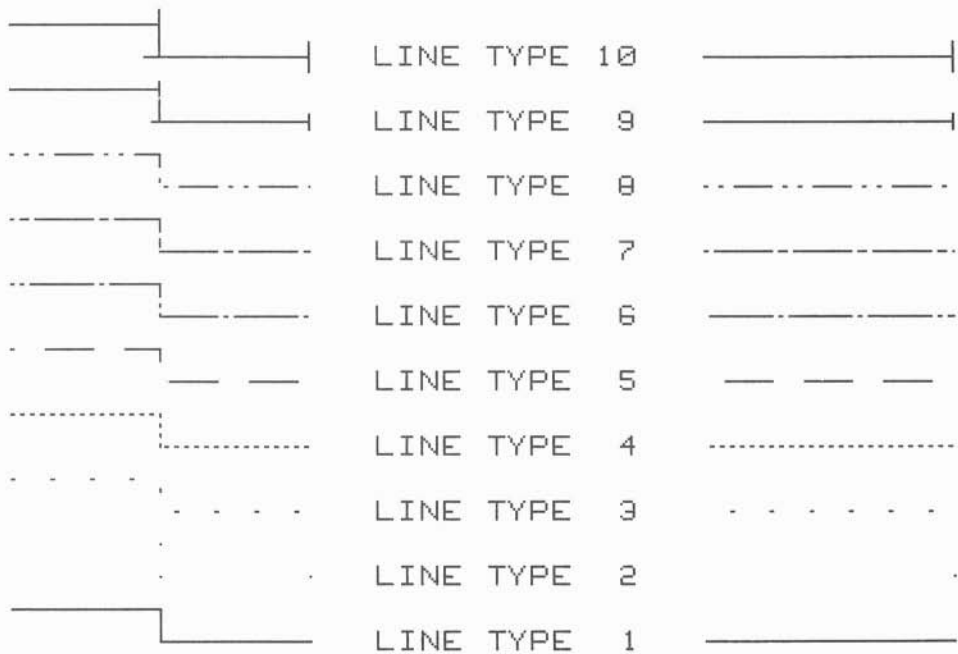 LINE TYPE 10
LINE TYPE 9
LINE TYPE 8
LINE TYPE 7
LINE TYPE 6
LINE TYPE 5
LINE TYPE 4
LINE TYPE 3
LINE TYPE 2
LINE TYPE 1